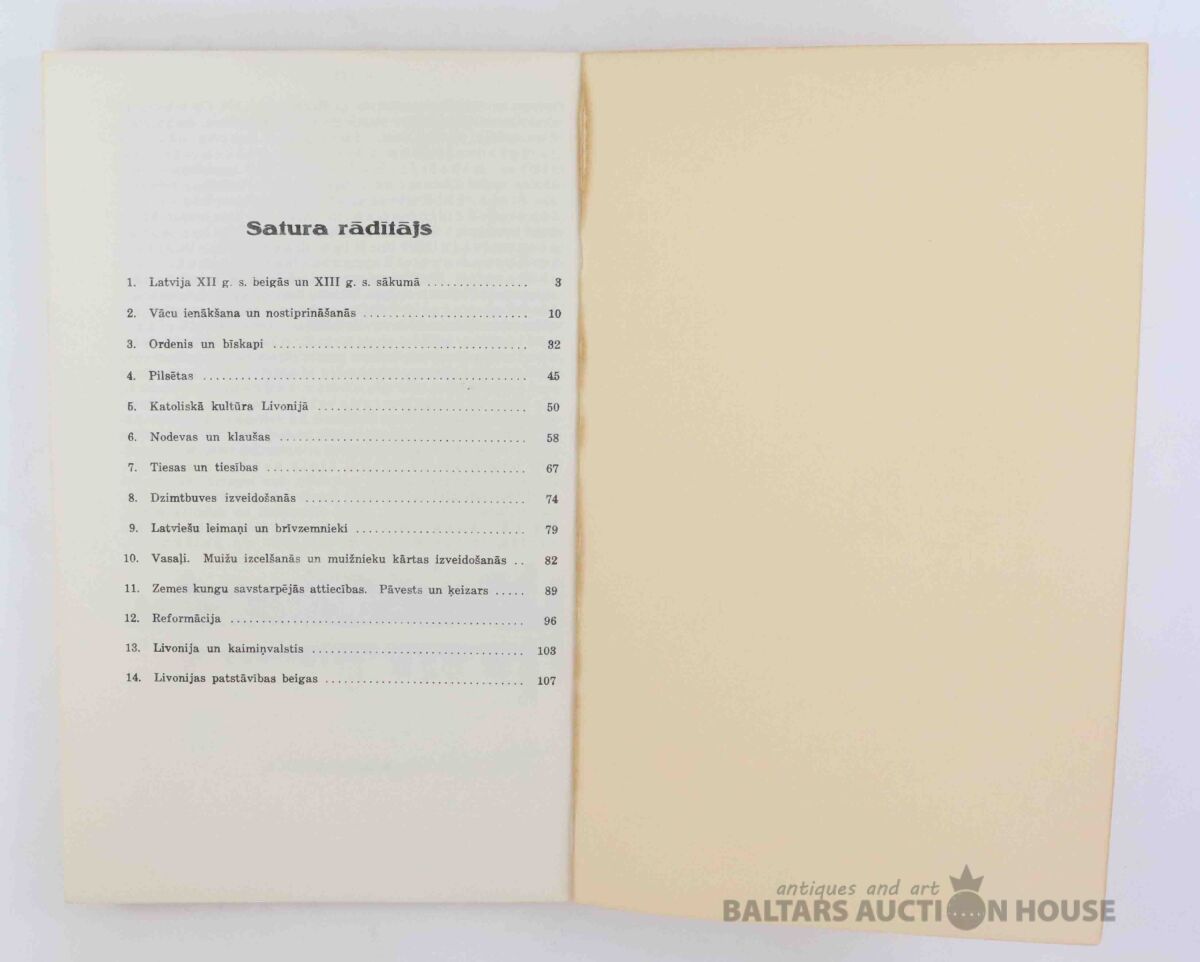 Satura rādītājs
1. Latvija XII g. s. beigās un XIII g. s. sākumā ................ 3
2. Vācu ienākšana un nostiprināšanās .......................... 10
3. Ordenis un bīskapi ........................................ 32
4. Pilsētas ................................................... 45
5. Katoliskā kultūra Livonijā ................................. 50
6. Nodevas un klaušas ....................................... 58
7. Tiesas un tiesības ......................................... 67
8. Dzimtbuves izveidošanās ................................... 74
9. Latviešu leimaņi un brīvzemnieki ........................... 79
10. Vasaļi. Muižu izcelšanās un muižnieku kārtas izveidošanās .. 82
11. Zemes kungu savstarpējās attiecības. Pāvests un ķeizars ..... 89
12. Reformācija ............................................... 96
13. Livonija un kaimiņvalstis .................................. 103
14. Livonijas patstāvības beigas ................................ 107
antiques and art
BALTARS AUCTION HOUSE